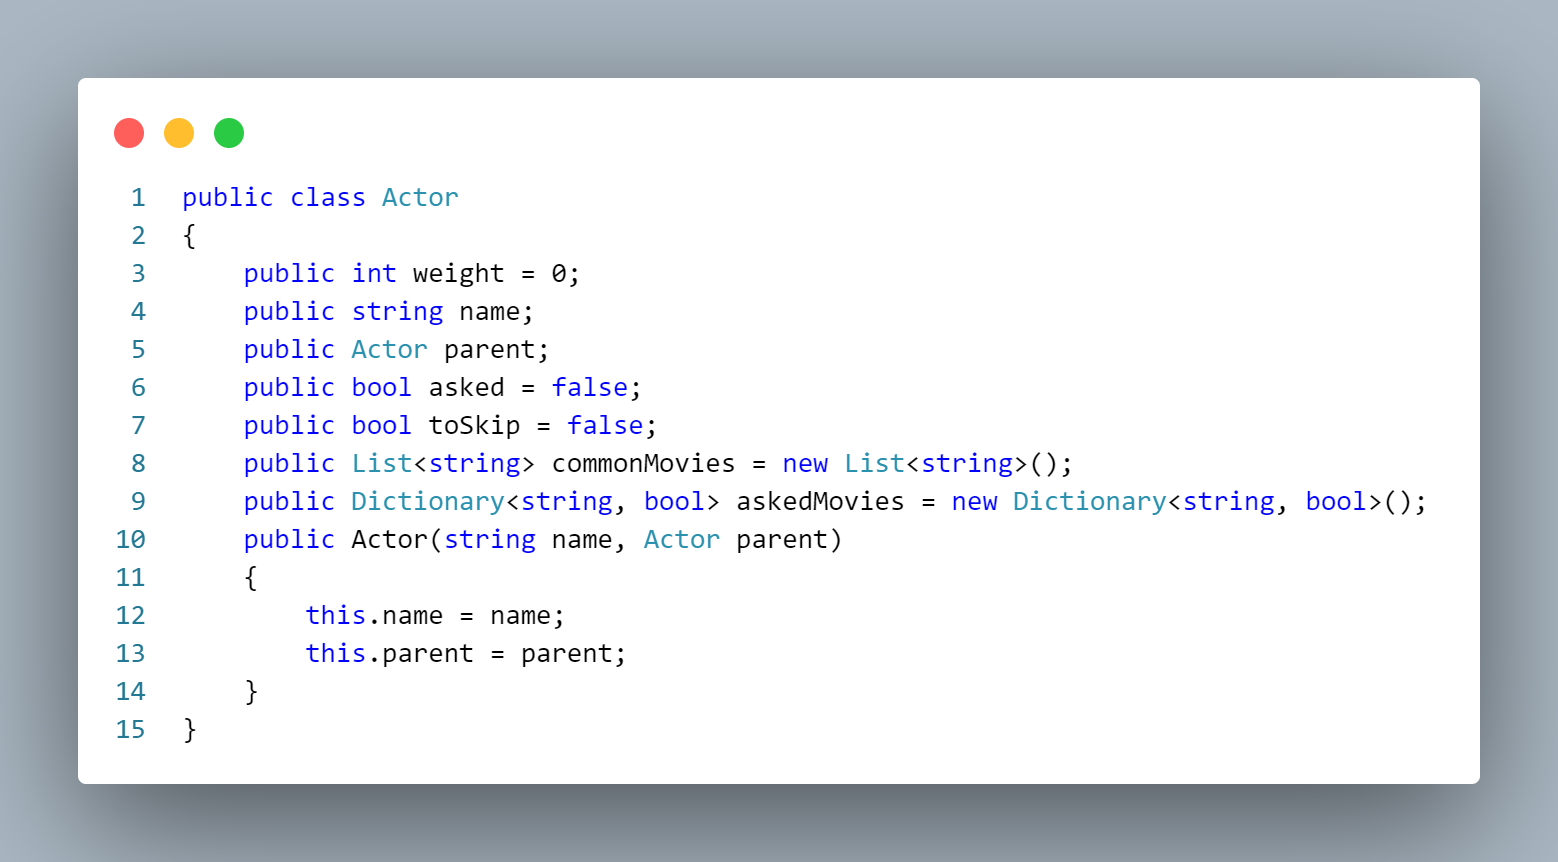 1 public class Actor
2 {
3     public int weight = 0;
4     public string name;
5     public Actor parent;
6     public bool asked = false;
7     public bool toSkip = false;
8     public List<string> commonMovies = new List<string>();
9     public Dictionary<string, bool> askedMovies = new Dictionary<string, bool>();
10     public Actor(string name, Actor parent)
11     {
12         this.name = name;
13         this.parent = parent;
14     }
15 }